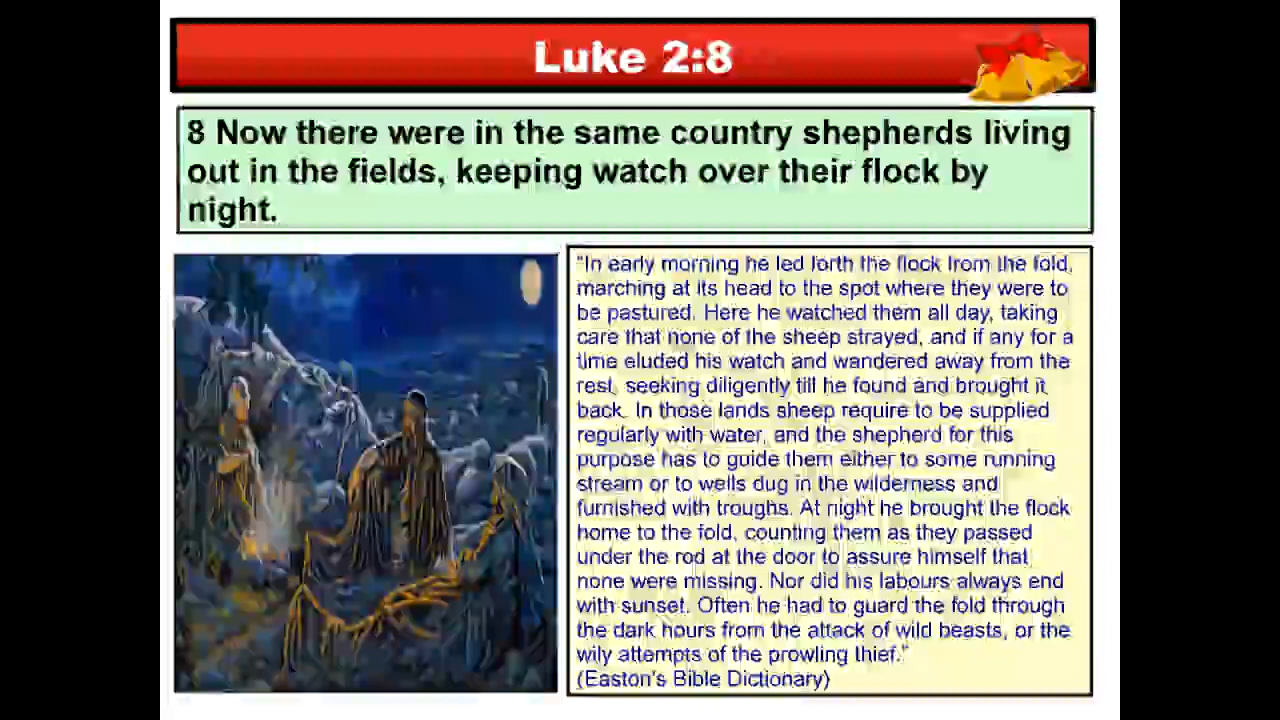 Luke 2:8
8 Now there were in the same country shepherds living
out in the fields, keeping watch over their flock by
night.
"In early morning he led forth the flock from the fold,
marching at its head to the spot where they were to
be pastured. Here he watched them all day, taking
care that none of the sheep strayed, and if any for a
time eluded his watch and wandered away from the
rest, seeking diligently till he found and brought it
back. In those lands sheep require to be supplied
regularly with water, and the shepherd for this
purpose has to guide them either to some running
stream or to wells dug in the wilderness and
furnished with troughs. At night he brought the flock
home to the fold, counting them as they passed
under the rod at the door to assure himself that
none were missing. Nor did his labours always end
with sunset. Often he had to guard the fold through
the dark hours from the attack of wild beasts, or the
wily attempts of the prowling thief."
(Easton's Bible Dictionary)